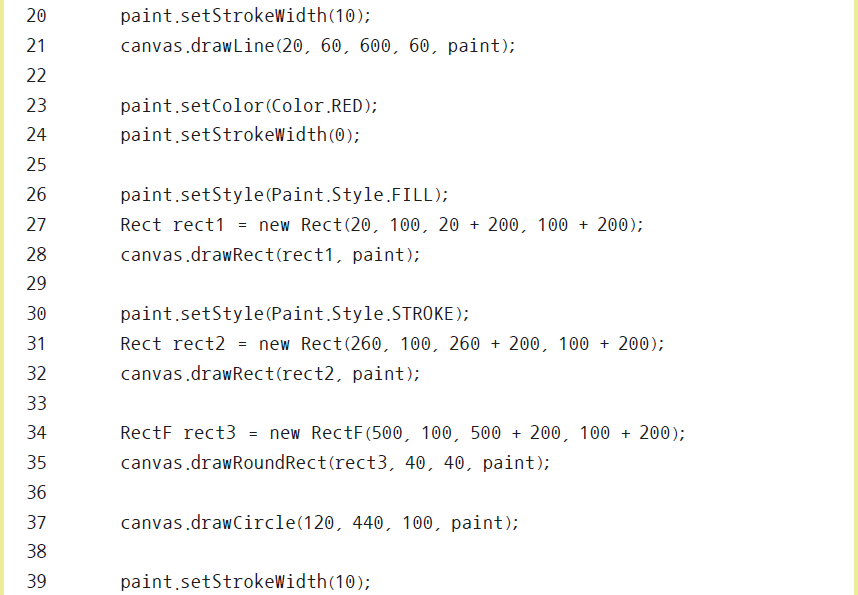 20 paint.setStrokeWidth(10);
21 canvas.drawLine(20, 60, 600, 60, paint);
22
23 paint.setColor(Color.RED);
24 paint.setStrokeWidth(0);
25
26 paint.setStyle(Paint.Style.FILL);
27 Rect rect1 = new Rect(20, 100, 20 + 200, 100 + 200);
28 canvas.drawRect(rect1, paint);
29
30 paint.setStyle(Paint.Style.STROKE);
31 Rect rect2 = new Rect(260, 100, 260 + 200, 100 + 200);
32 canvas.drawRect(rect2, paint);
33
34 RectF rect3 = new RectF(500, 100, 500 + 200, 100 + 200);
35 canvas.drawRoundRect(rect3, 40, 40, paint);
36
37 canvas.drawCircle(120, 440, 100, paint);
38
39 paint.setStrokeWidth(10);